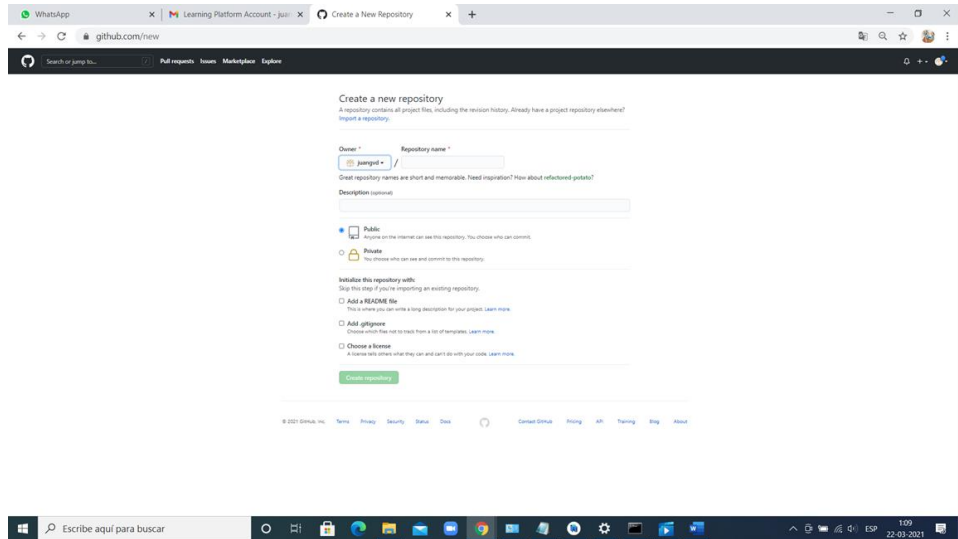 WhatsApp
Learning Platform Account - juan
Create a New Repository
github.com/new
Search or jump to...
/
Pull requests Issues Marketplace Explore
Create a new repository
A repository contains all project files, including the revision history. Already have a project repository elsewhere?
Import a repository.
Owner * Repository name *
juangvd /
Great repository names are short and memorable. Need inspiration? How about refactored-potato?
Description (optional)
Public
Anyone on the internet can see this repository. You choose who can commit.
Private
You choose who can see and commit to this repository.
Initialize this repository with:
Skip this step if you're importing an existing repository.
Add a README file
This is where you can write a long description for your project. Learn more.
Add .gitignore
Choose which files not to track from a list of templates. Learn more.
Choose a license
A license tells others what they can and can't do with your code. Learn more.
Create repository
© 2021 GitHub, Inc. Terms Privacy Security Status Docs Contact GitHub Pricing API Training Blog About
Escribe aquí para buscar
ESP
1:09
22-03-2021